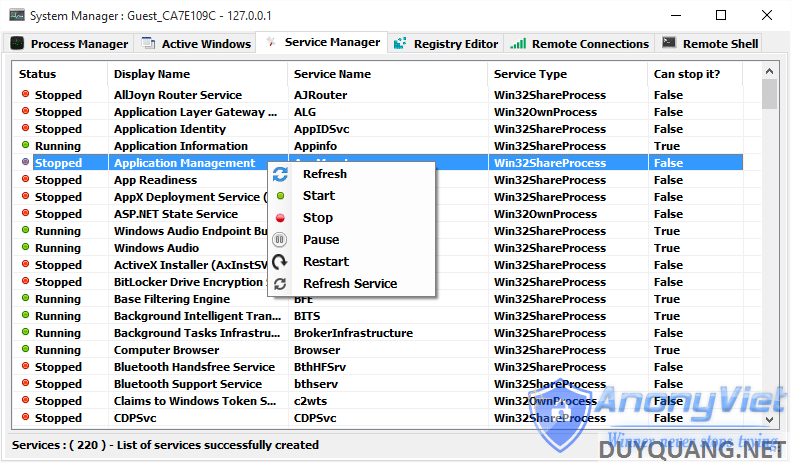 System Manager : Guest_CA7E109C - 127.0.0.1
Process Manager Active Windows Service Manager Registry Editor Remote Connections Remote Shell
Status Display Name Service Name Service Type Can stop it?
Stopped AllJoyn Router Service AJRouter Win32ShareProcess False
Stopped Application Layer Gateway ... ALG Win32OwnProcess False
Stopped Application Identity AppIDSvc Win32ShareProcess False
Running Application Information Appinfo Win32ShareProcess True
Stopped Application Management Win32ShareProcess False
Stopped App Readiness Win32ShareProcess False
Stopped AppX Deployment Service ( Win32ShareProcess False
Stopped ASP.NET State Service Win32OwnProcess False
Running Windows Audio Endpoint Bu Win32ShareProcess True
Running Windows Audio Win32ShareProcess True
Stopped ActiveX Installer (AxInstSV Win32ShareProcess False
Stopped BitLocker Drive Encryption Win32ShareProcess False
Running Base Filtering Engine BFE Win32ShareProcess True
Running Background Intelligent Tran... BITS Win32ShareProcess True
Running Background Tasks Infrastru... BrokerInfrastructure Win32ShareProcess False
Running Computer Browser Browser Win32ShareProcess True
Stopped Bluetooth Handsfree Service BthHFSrv Win32ShareProcess False
Stopped Bluetooth Support Service bthserv Win32ShareProcess False
Stopped Claims to Windows Token S... c2wts Win32OwnProcess False
Stopped CDPSvc CDPSvc Win32ShareProcess False
Refresh
Start
Stop
Pause
Restart
Refresh Service
Services : ( 220 ) - List of services successfully created
AnonyViet
Winner never stops trying
DUYQUANG.NET